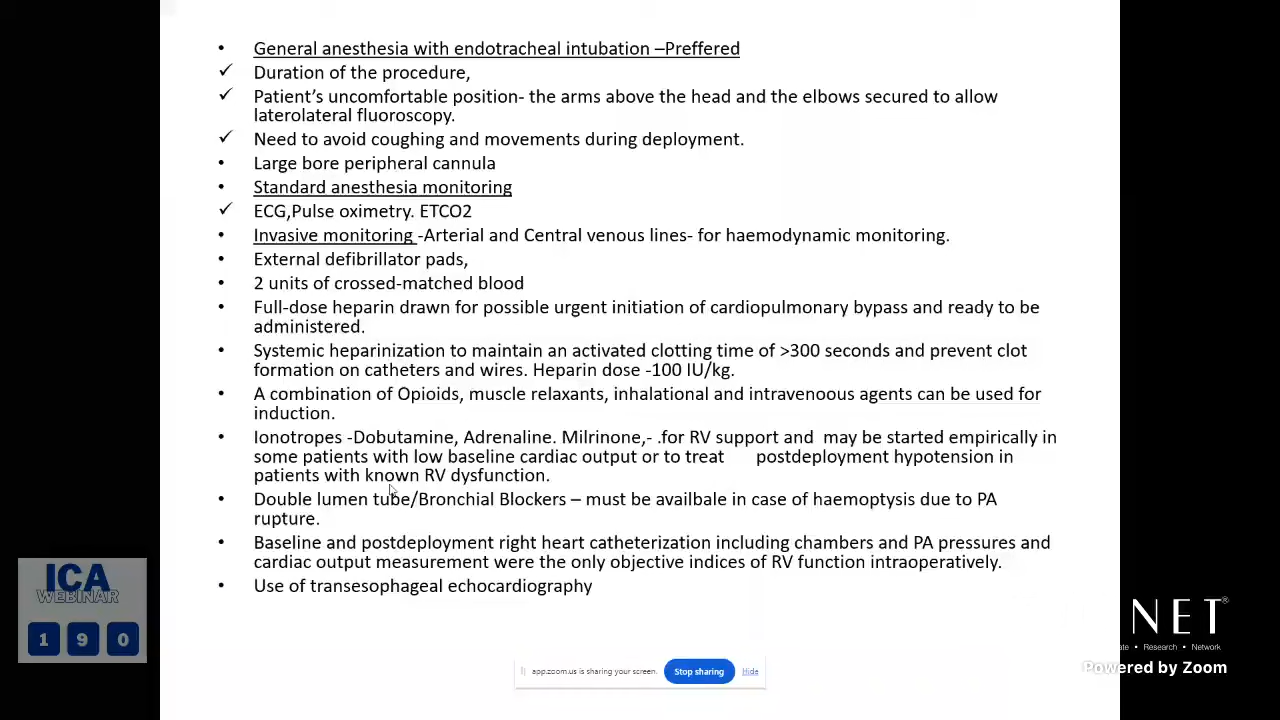 General anesthesia with endotracheal intubation –Preffered
Duration of the procedure,
Patient's uncomfortable position- the arms above the head and the elbows secured to allow
laterolateral fluoroscopy.
Need to avoid coughing and movements during deployment.
Large bore peripheral cannula
Standard anesthesia monitoring
ECG,Pulse oximetry. ETCO2
Invasive monitoring -Arterial and Central venous lines- for haemodynamic monitoring.
External defibrillator pads,
2 units of crossed-matched blood
Full-dose heparin drawn for possible urgent initiation of cardiopulmonary bypass and ready to be
administered.
Systemic heparinization to maintain an activated clotting time of >300 seconds and prevent clot
formation on catheters and wires. Heparin dose -100 IU/kg.
A combination of Opioids, muscle relaxants, inhalational and intravenoous agents can be used for
induction.
Ionotropes -Dobutamine, Adrenaline. Milrinone,- .for RV support and may be started empirically in
some patients with low baseline cardiac output or to treat postdeployment hypotension in
patients with known RV dysfunction.
Double lumen tube/Bronchial Blockers – must be availbale in case of haemoptysis due to PA
rupture.
Baseline and postdeployment right heart catheterization including chambers and PA pressures and
cardiac output measurement were the only objective indices of RV function intraoperatively.
Use of transesophageal echocardiography
ICA
WEBINAR
1 9 0
NET®
• Research • Network
Powered by Zoom
app.zoom.us is sharing your screen. Stop sharing Hide